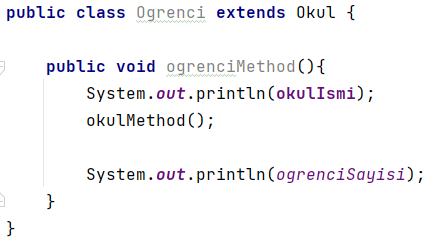 public class Ogrenci extends Okul {
public void ogrenciMethod(){
System.out.println(okulIsmi);
okulMethod();
System.out.println(ogrenciSayisi);
}
}